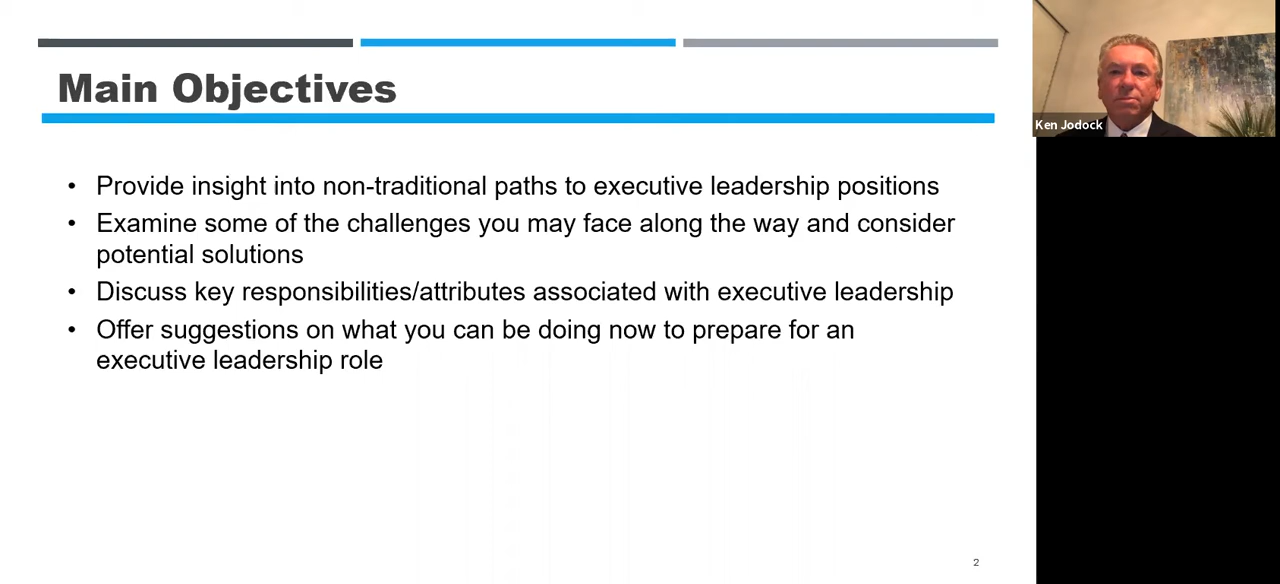 Main Objectives
• Provide insight into non-traditional paths to executive leadership positions
• Examine some of the challenges you may face along the way and consider
potential solutions
• Discuss key responsibilities/attributes associated with executive leadership
• Offer suggestions on what you can be doing now to prepare for an
executive leadership role
2
Ken Jodock